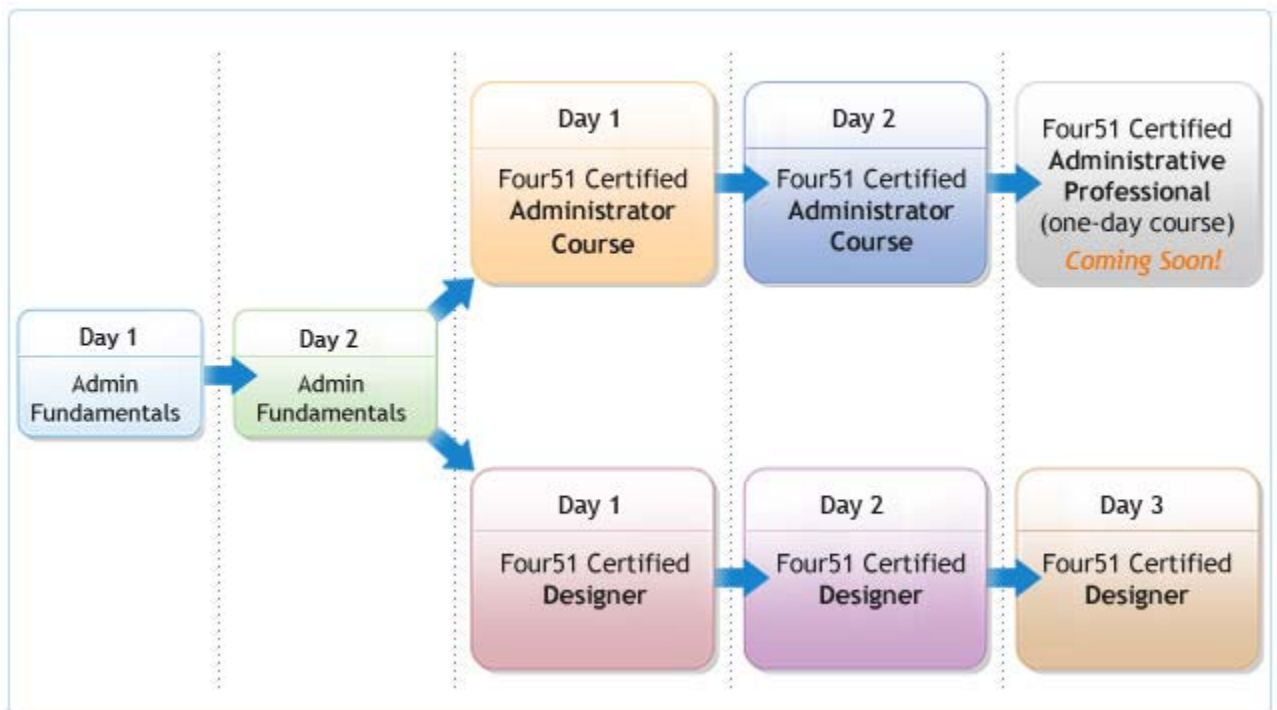 Day 1
Admin
Fundamentals
Day 2
Admin
Fundamentals
Day 1
Four51 Certified
Administrator
Course
Day 2
Four51 Certified
Administrator
Course
Four51 Certified
Administrative
Professional
(one-day course)
Coming Soon!
Day 1
Four51 Certified
Designer
Day 2
Four51 Certified
Designer
Day 3
Four51 Certified
Designer